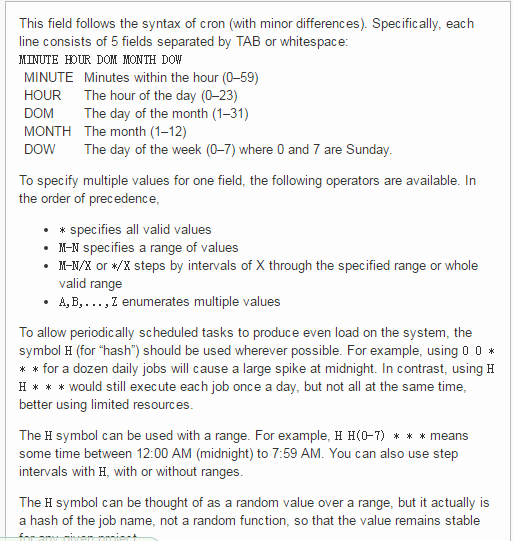 This field follows the syntax of cron (with minor differences). Specifically, each
line consists of 5 fields separated by TAB or whitespace:
MINUTE HOUR DOM MONTH DOW
MINUTE Minutes within the hour (0–59)
HOUR The hour of the day (0–23)
DOM The day of the month (1–31)
MONTH The month (1–12)
DOW The day of the week (0–7) where 0 and 7 are Sunday.
To specify multiple values for one field, the following operators are available. In
the order of precedence,
• * specifies all valid values
• M-N specifies a range of values
• M-N/X or */X steps by intervals of X through the specified range or whole
valid range
• A,B,...,Z enumerates multiple values
To allow periodically scheduled tasks to produce even load on the system, the
symbol H (for “hash”) should be used wherever possible. For example, using 0 0 *
* * for a dozen daily jobs will cause a large spike at midnight. In contrast, using H
H * * * would still execute each job once a day, but not all at the same time,
better using limited resources.
The H symbol can be used with a range. For example, H H(0-7) * * * means
some time between 12:00 AM (midnight) to 7:59 AM. You can also use step
intervals with H, with or without ranges.
The H symbol can be thought of as a random value over a range, but it actually is
a hash of the job name, not a random function, so that the value remains stable
for any given project.